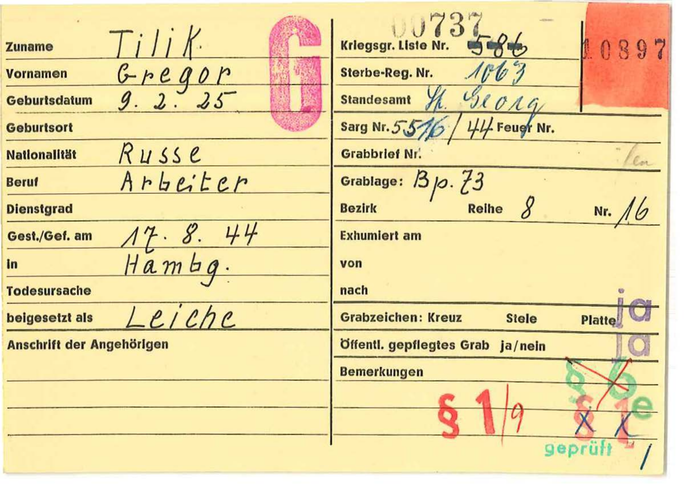 00737
10897
G
Zuname Tilik.
Vornamen Gregor
Geburtsdatum 9. 2. 25
Geburtsort
Nationalität Russe
Beruf Arbeiter
Dienstgrad
Gest./Gef. am 17. 8. 44
in Hambg.
Todesursache
beigesetzt als Leiche
Anschrift der Angehörigen
Kriegsgr. Liste Nr. 586
Sterbe-Reg. Nr. 1063
Standesamt St. Georg
Sarg Nr. 5516/44 Feuer Nr.
Grabbrief Nr.
Grablage: Bp. 73
Bezirk Reihe 8 Nr. 16
Exhumiert am
von
nach
Grabzeichen: Kreuz Stele Platte ja
Öffentl. gepflegtes Grab ja/nein ja
Bemerkungen
§ 6
e
§ 1/9 § 1
x x
geprüft /